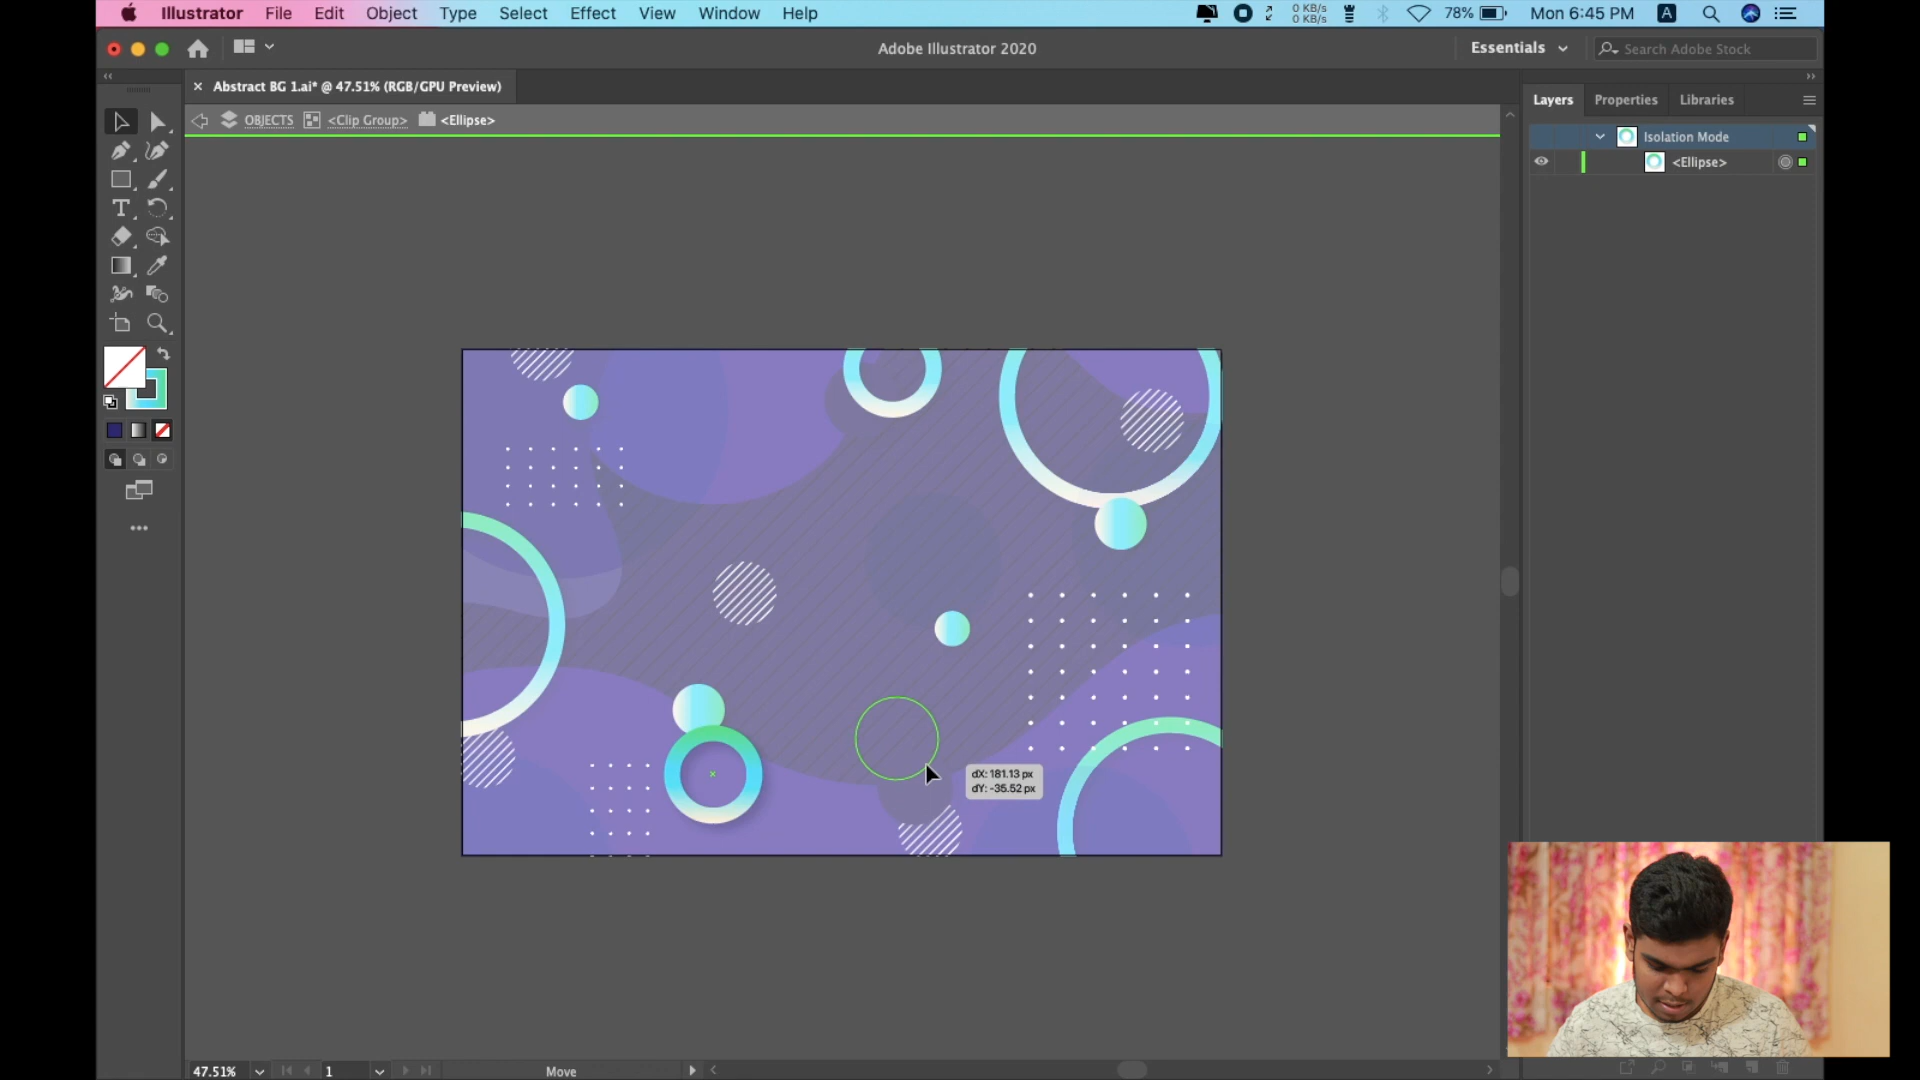 Illustrator File Edit Object Type Select Effect View Window Help
0 KB/s
0 KB/s
78% Mon 6:45 PM A
Adobe Illustrator 2020
Essentials
Search Adobe Stock
× Abstract BG 1.ai* @ 47.51% (RGB/GPU Preview)
OBJECTS <Clip Group> <Ellipse>
Layers Properties Libraries
Isolation Mode
<Ellipse>
dX: 181.13 px
dY: -35.52 px
47.51% 1 Move